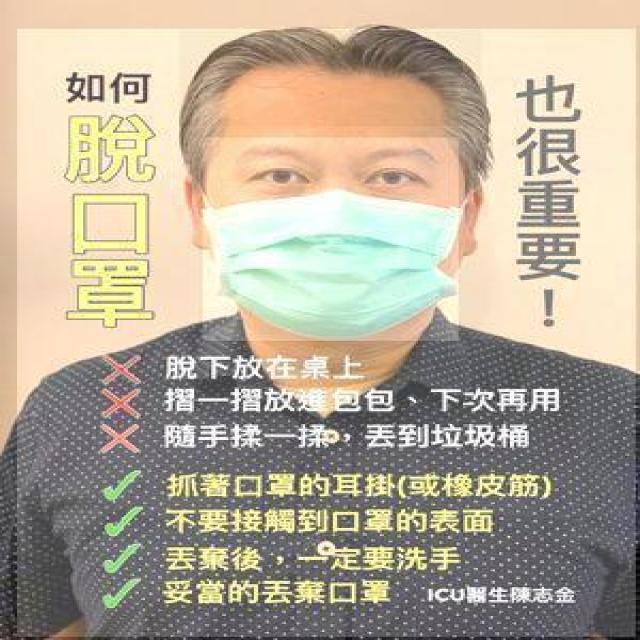 如何
脫口罩
也很重要！
脫下放在桌上
摺一摺放進包包、下次再用
隨手揉一揉，丟到垃圾桶
抓著口罩的耳掛(或橡皮筋)
不要接觸到口罩的表面
丟棄後，一定要洗手
妥當的丟棄口罩
ICU醫生陳志金